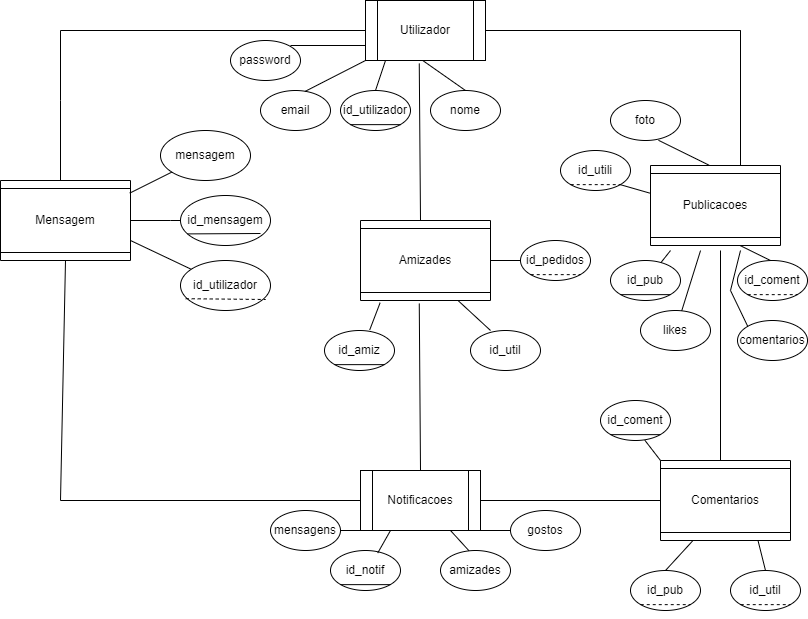 Utilizador
password
email
id_utilizador
nome
foto
mensagem
id_utili
Publicacoes
Mensagem
id_mensagem
Amizades
id_pedidos
id_utilizador
id_pub
id_coment
likes
comentarios
id_amiz
id_util
id_coment
Notificacoes
Comentarios
mensagens
gostos
id_notif
amizades
id_pub
id_util